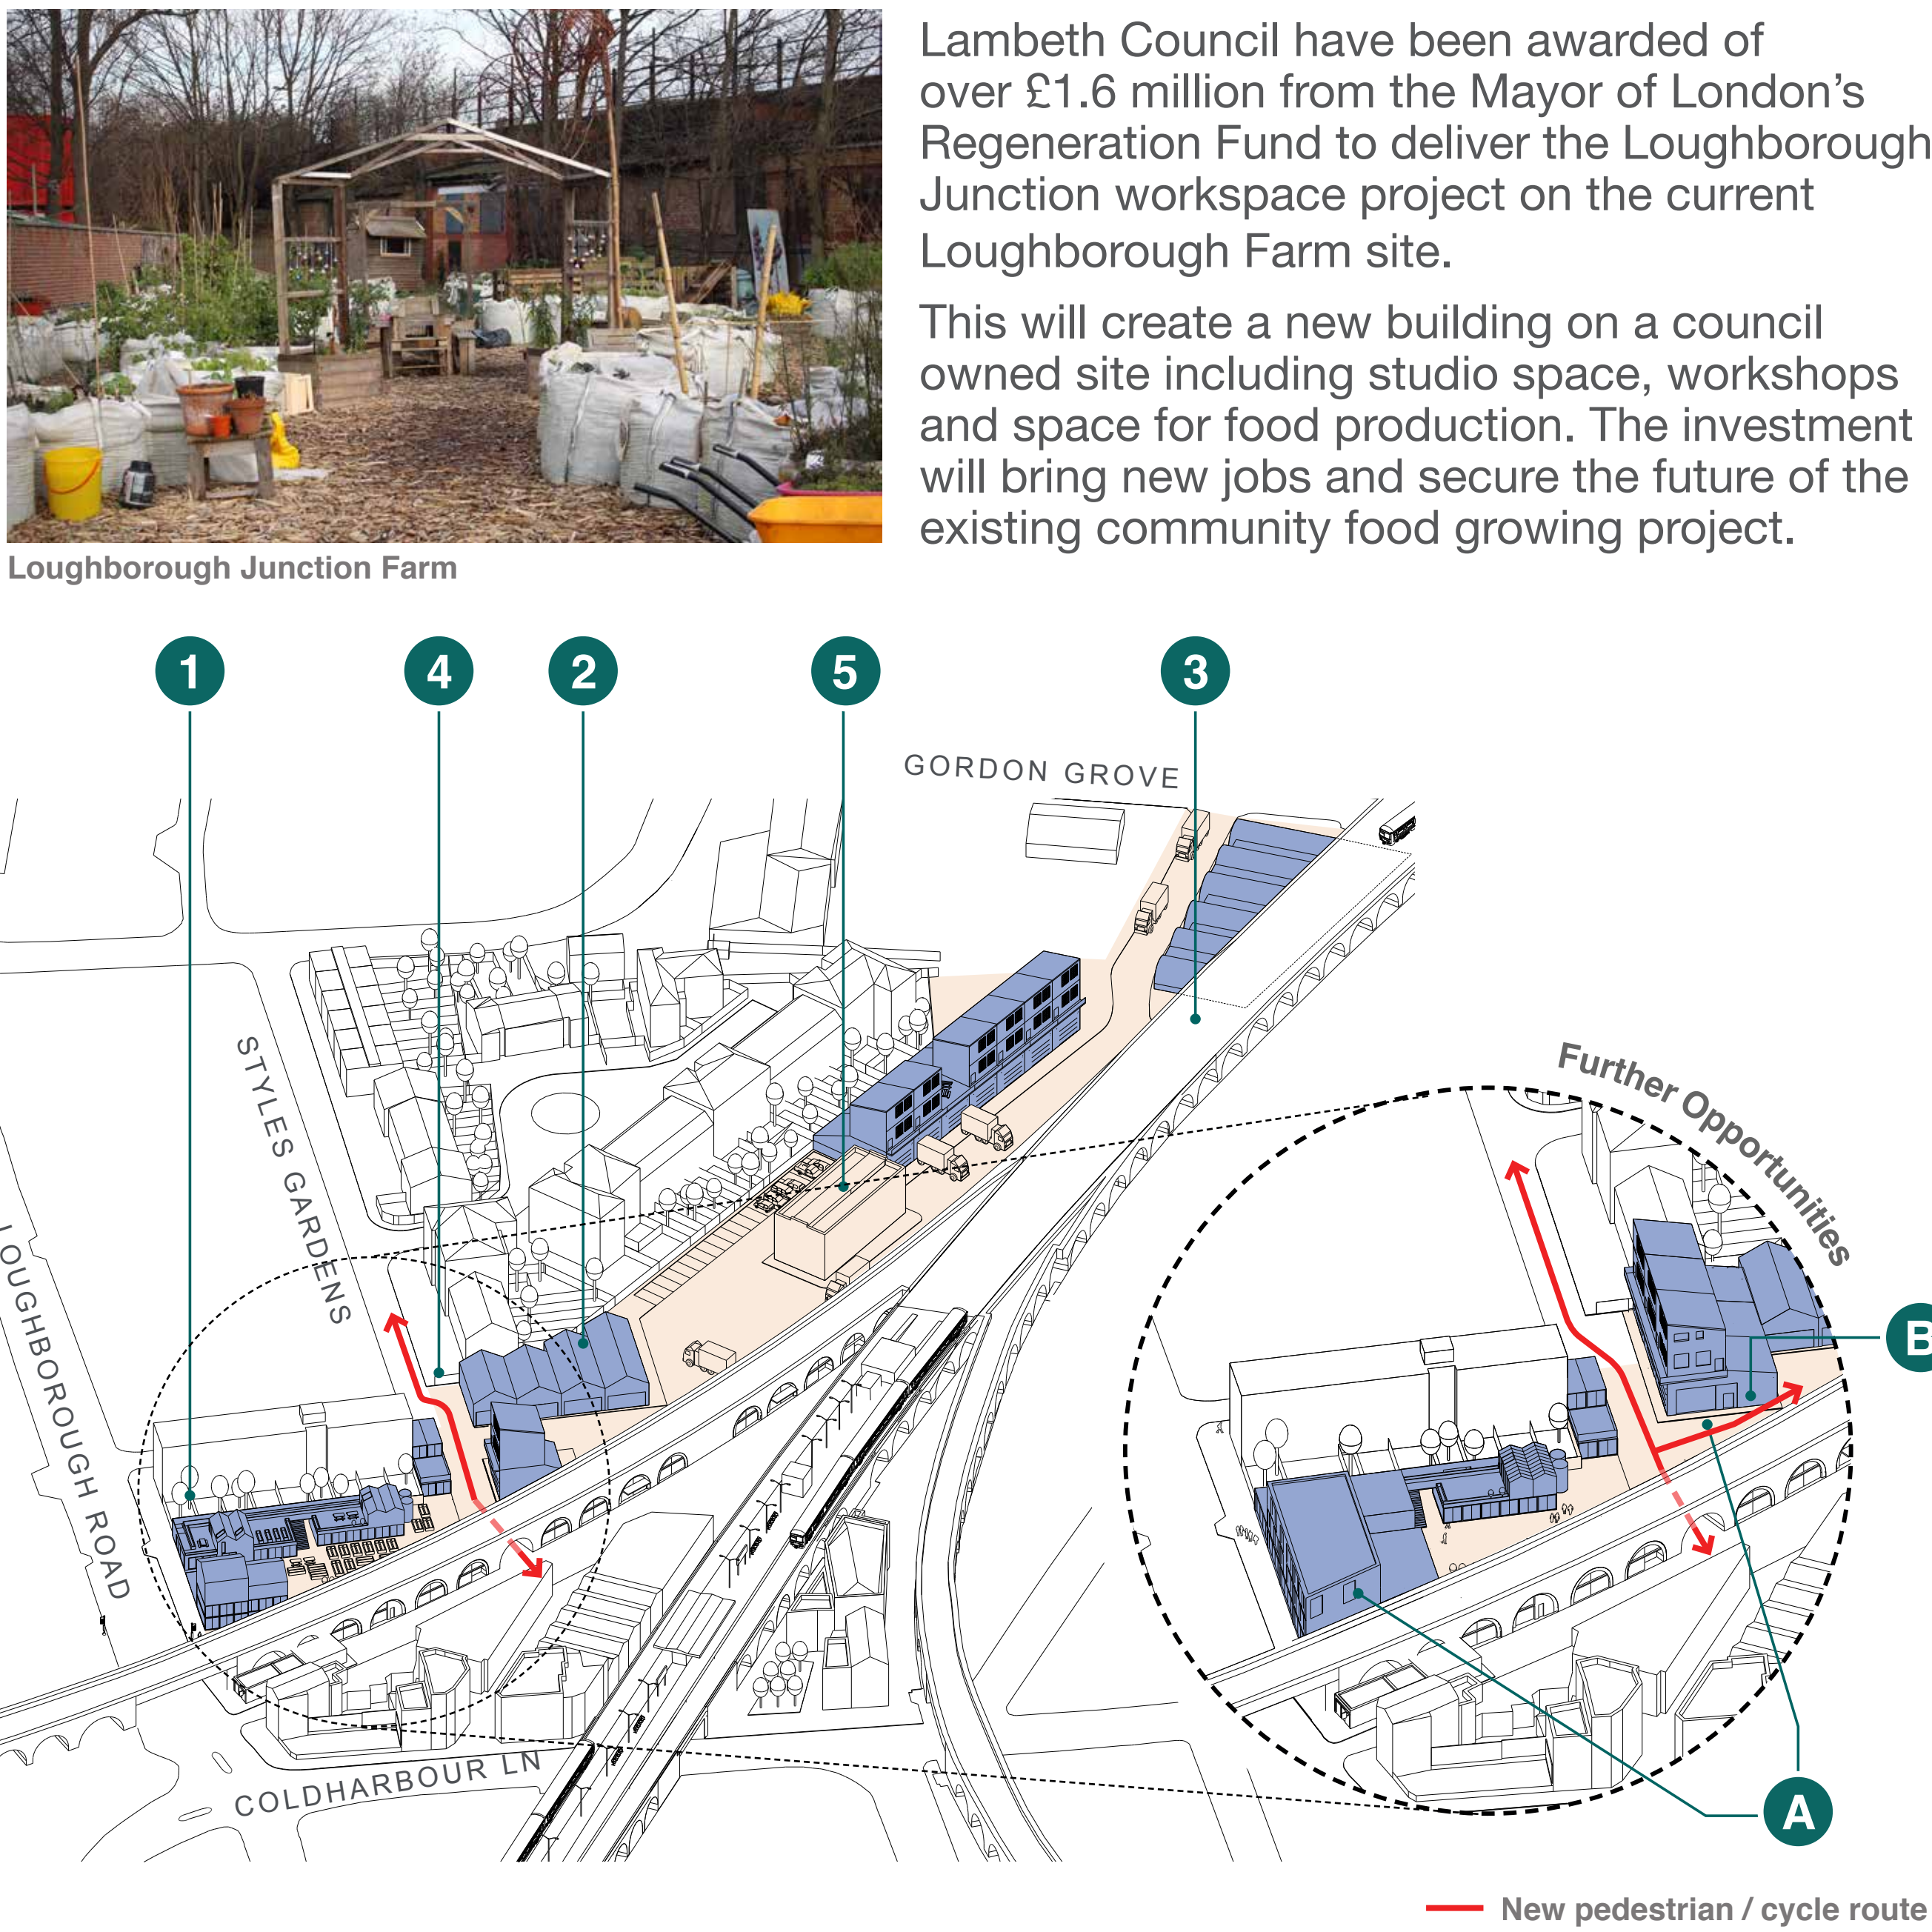 Lambeth Council have been awarded of
over £1.6 million from the Mayor of London's
Regeneration Fund to deliver the Loughborough
Junction workspace project on the current
Loughborough Farm site.
This will create a new building on a council
owned site including studio space, workshops
and space for food production. The investment
will bring new jobs and secure the future of the
existing community food growing project.
Loughborough Junction Farm
1
4
2
5
3
GORDON GROVE
STYLES GARDENS
LOUGHBOROUGH ROAD
Further Opportunities
B
COLDHARBOUR LN
A
New pedestrian / cycle route